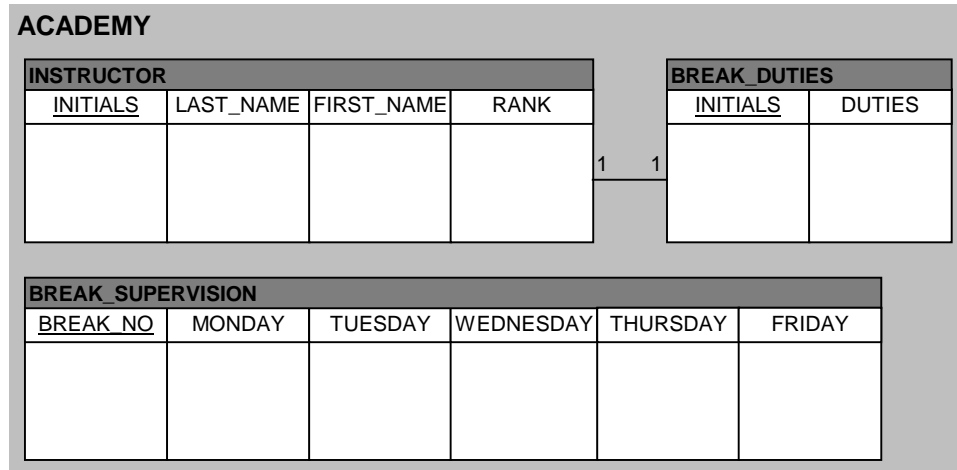 ACADEMY
INSTRUCTOR
INITIALS LAST_NAME FIRST_NAME RANK
1 1
BREAK_DUTIES
INITIALS DUTIES
BREAK_SUPERVISION
BREAK_NO MONDAY TUESDAY WEDNESDAY THURSDAY FRIDAY